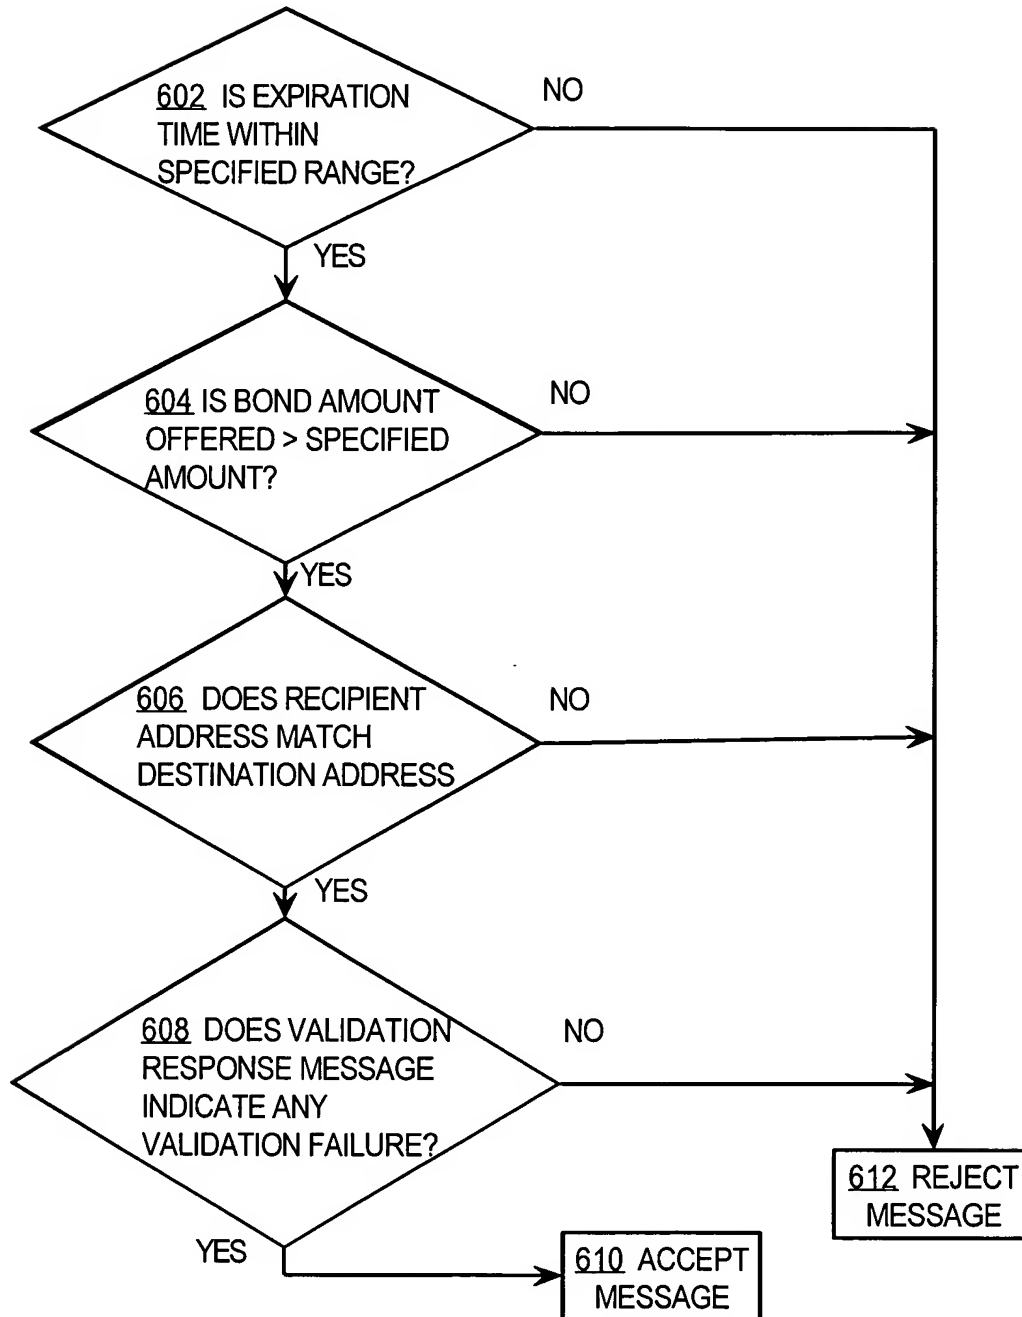 602 IS EXPIRATION
TIME WITHIN
SPECIFIED RANGE?
NO
YES
604 IS BOND AMOUNT
OFFERED > SPECIFIED
AMOUNT?
NO
YES
606 DOES RECIPIENT
ADDRESS MATCH
DESTINATION ADDRESS
NO
YES
608 DOES VALIDATION
RESPONSE MESSAGE
INDICATE ANY
VALIDATION FAILURE?
NO
YES
612 REJECT
MESSAGE
610 ACCEPT
MESSAGE